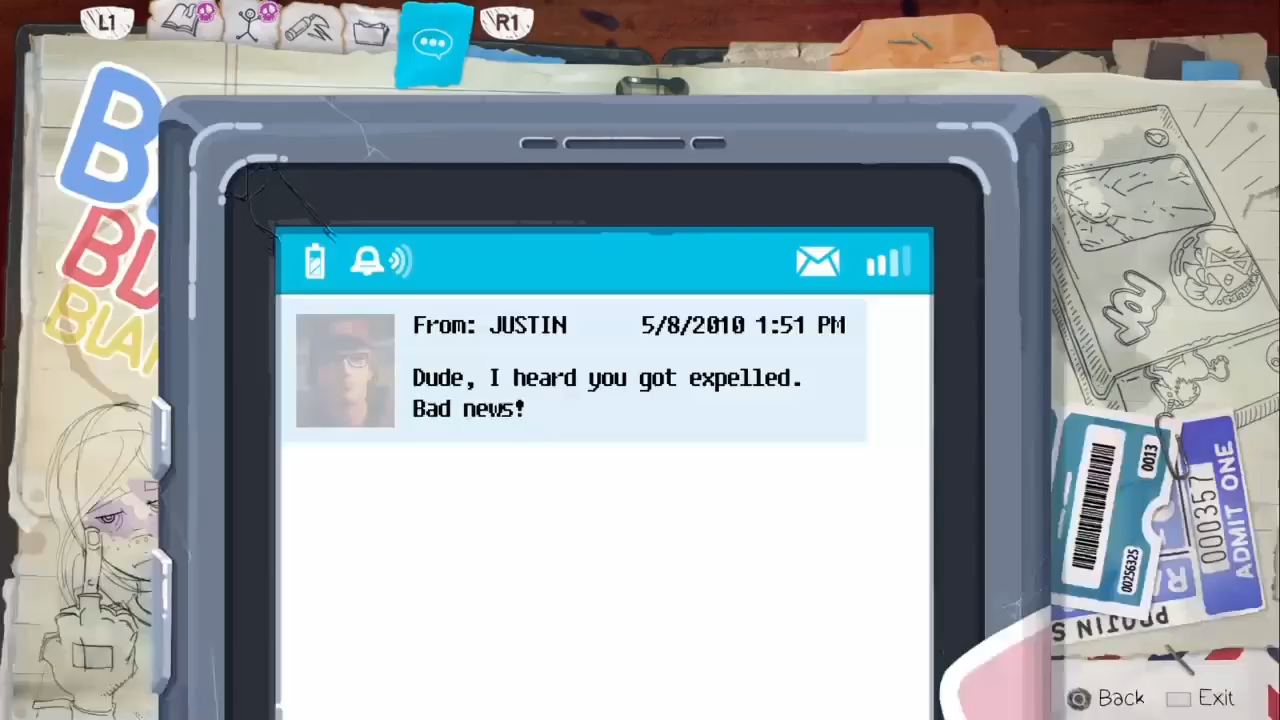 L1
R1
From: JUSTIN 5/8/2010 1:51 PM
Dude, I heard you got expelled.
Bad news!
0013
00256325
000357
ADMIT ONE
Back
Exit